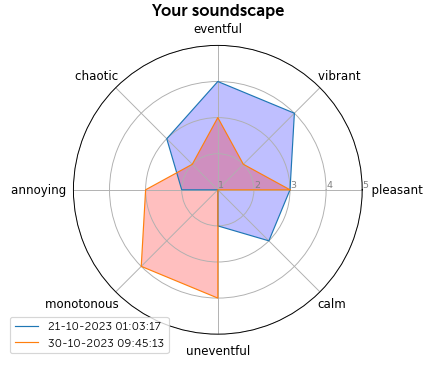 Your soundscape
eventful
chaotic
vibrant
annoying
1 2 3 4 5
pleasant
monotonous
calm
uneventful
21-10-2023 01:03:17
30-10-2023 09:45:13